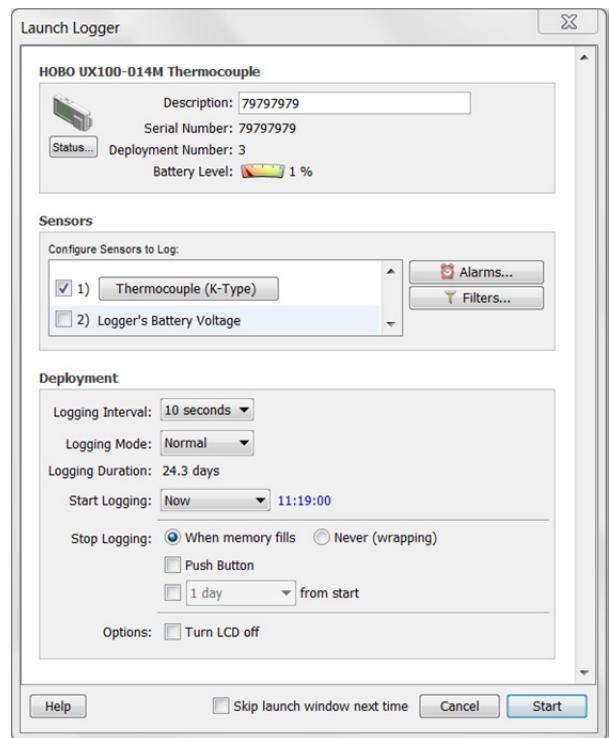 Launch Logger
HOBO UX100-014M Thermocouple
Description: 79797979
Serial Number: 79797979
Status...
Deployment Number: 3
Battery Level: 1 %
Sensors
Configure Sensors to Log:
1) Thermocouple (K-Type)
2) Logger's Battery Voltage
Alarms...
Filters...
Deployment
Logging Interval: 10 seconds
Logging Mode: Normal
Logging Duration: 24.3 days
Start Logging: Now 11:19:00
Stop Logging: When memory fills Never (wrapping)
Push Button
1 day from start
Options: Turn LCD off
Help Skip launch window next time Cancel Start